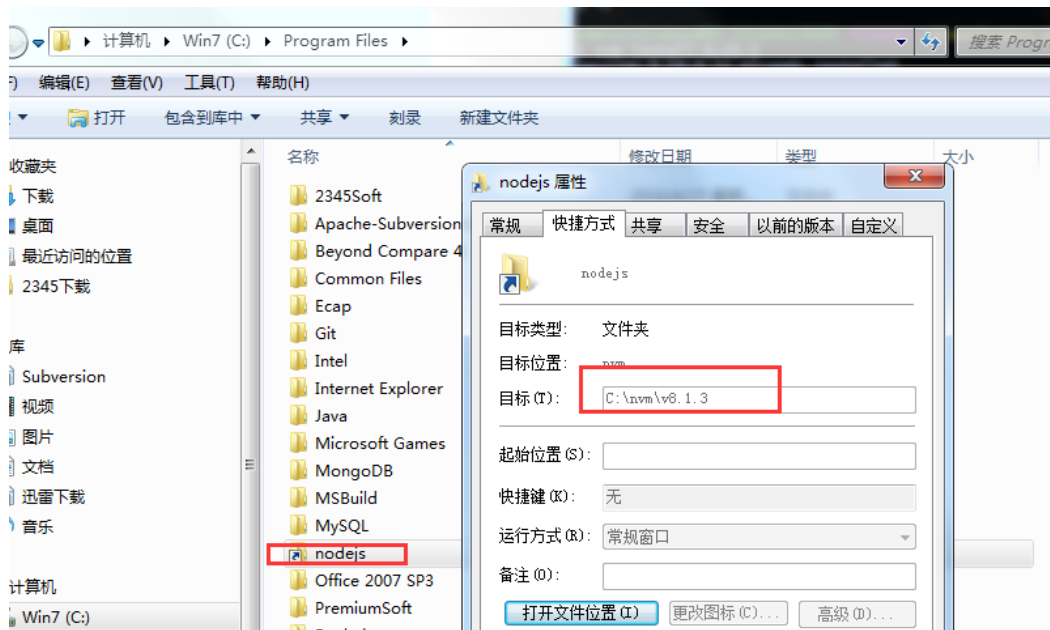 计算机 Win7 (C:) Program Files 搜索 Progr
编辑(E) 查看(V) 工具(T) 帮助(H)
打开 包含到库中 共享 刻录 新建文件夹
收藏夹
下载
桌面
最近访问的位置
2345下载
库
Subversion
视频
图片
文档
迅雷下载
音乐
计算机
Win7 (C:)
名称 修改日期 类型 大小
2345Soft
Apache-Subversion
Beyond Compare 4
Common Files
Ecap
Git
Intel
Internet Explorer
Java
Microsoft Games
MongoDB
MSBuild
MySQL
nodejs
Office 2007 SP3
PremiumSoft
nodejs 属性
常规 快捷方式 共享 安全 以前的版本 自定义
nodejs
目标类型: 文件夹
目标位置: nvm
目标(T): C:\nvm\v8.1.3
起始位置(S):
快捷键(K): 无
运行方式(R): 常规窗口
备注(O):
打开文件位置(I) 更改图标(C)... 高级(D)...